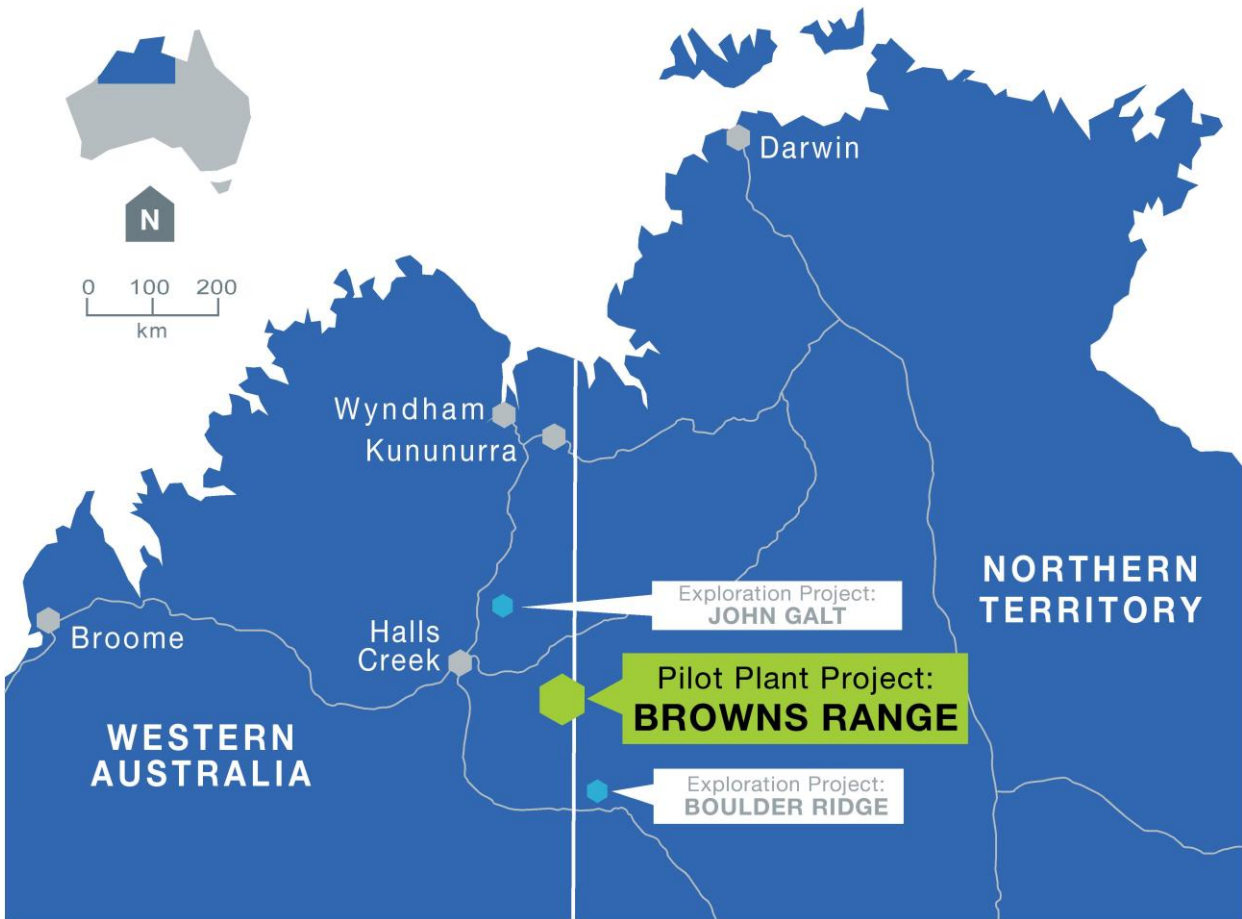 N
0 100 200
km
Darwin
Wyndham
Kununurra
Broome
Halls
Creek
WESTERN
AUSTRALIA
NORTHERN
TERRITORY
Exploration Project:
JOHN GALT
Pilot Plant Project:
BROWNS RANGE
Exploration Project:
BOULDER RIDGE